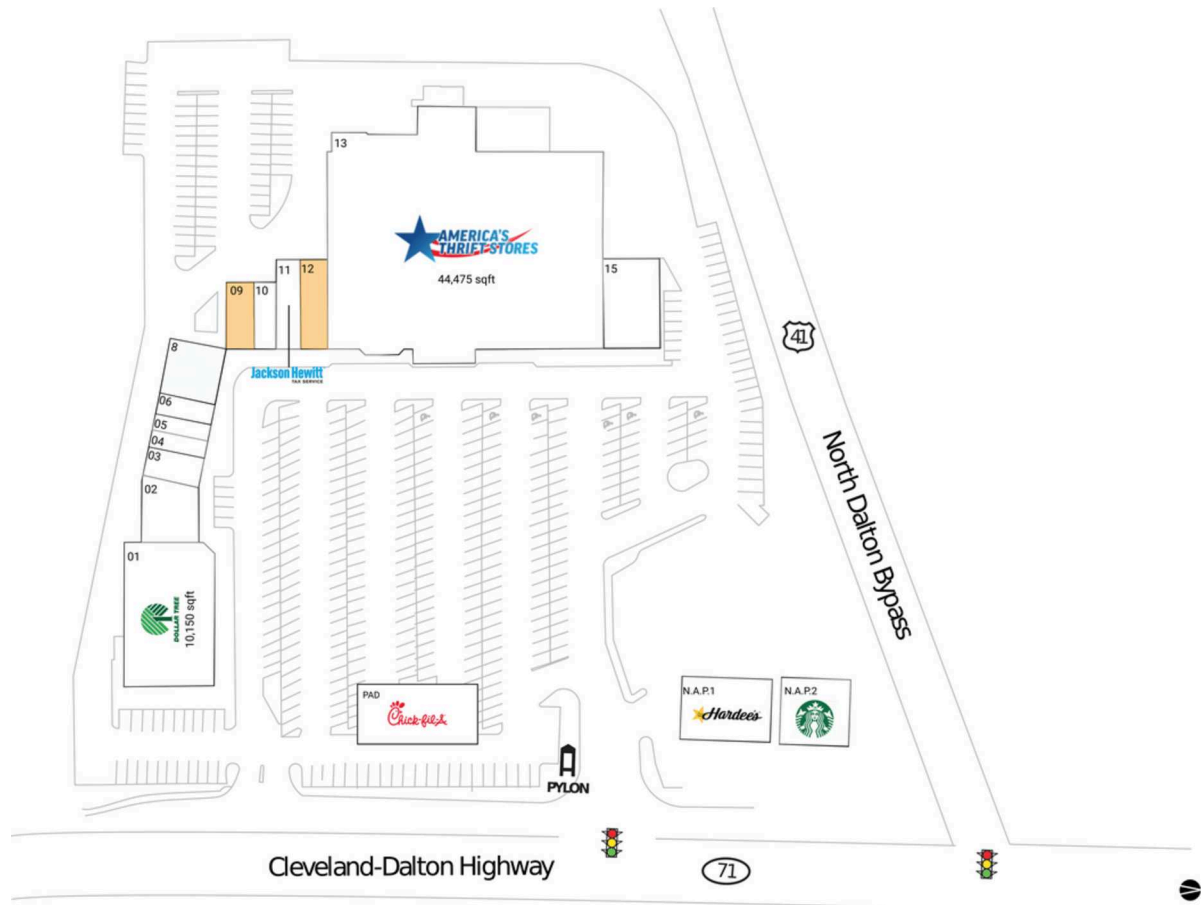 13
AMERICA'S
THRIFT STORES
44,475 sqft
11
12
15
09
10
41
8
Jackson Hewitt
TAX SERVICE
06
05
04
03
02
North Dalton Bypass
01
DOLLAR TREE
10,150 sqft
PAD
Chick-fil-A
N.A.P.1
Hardee's
N.A.P.2
PYLON
Cleveland-Dalton Highway
71